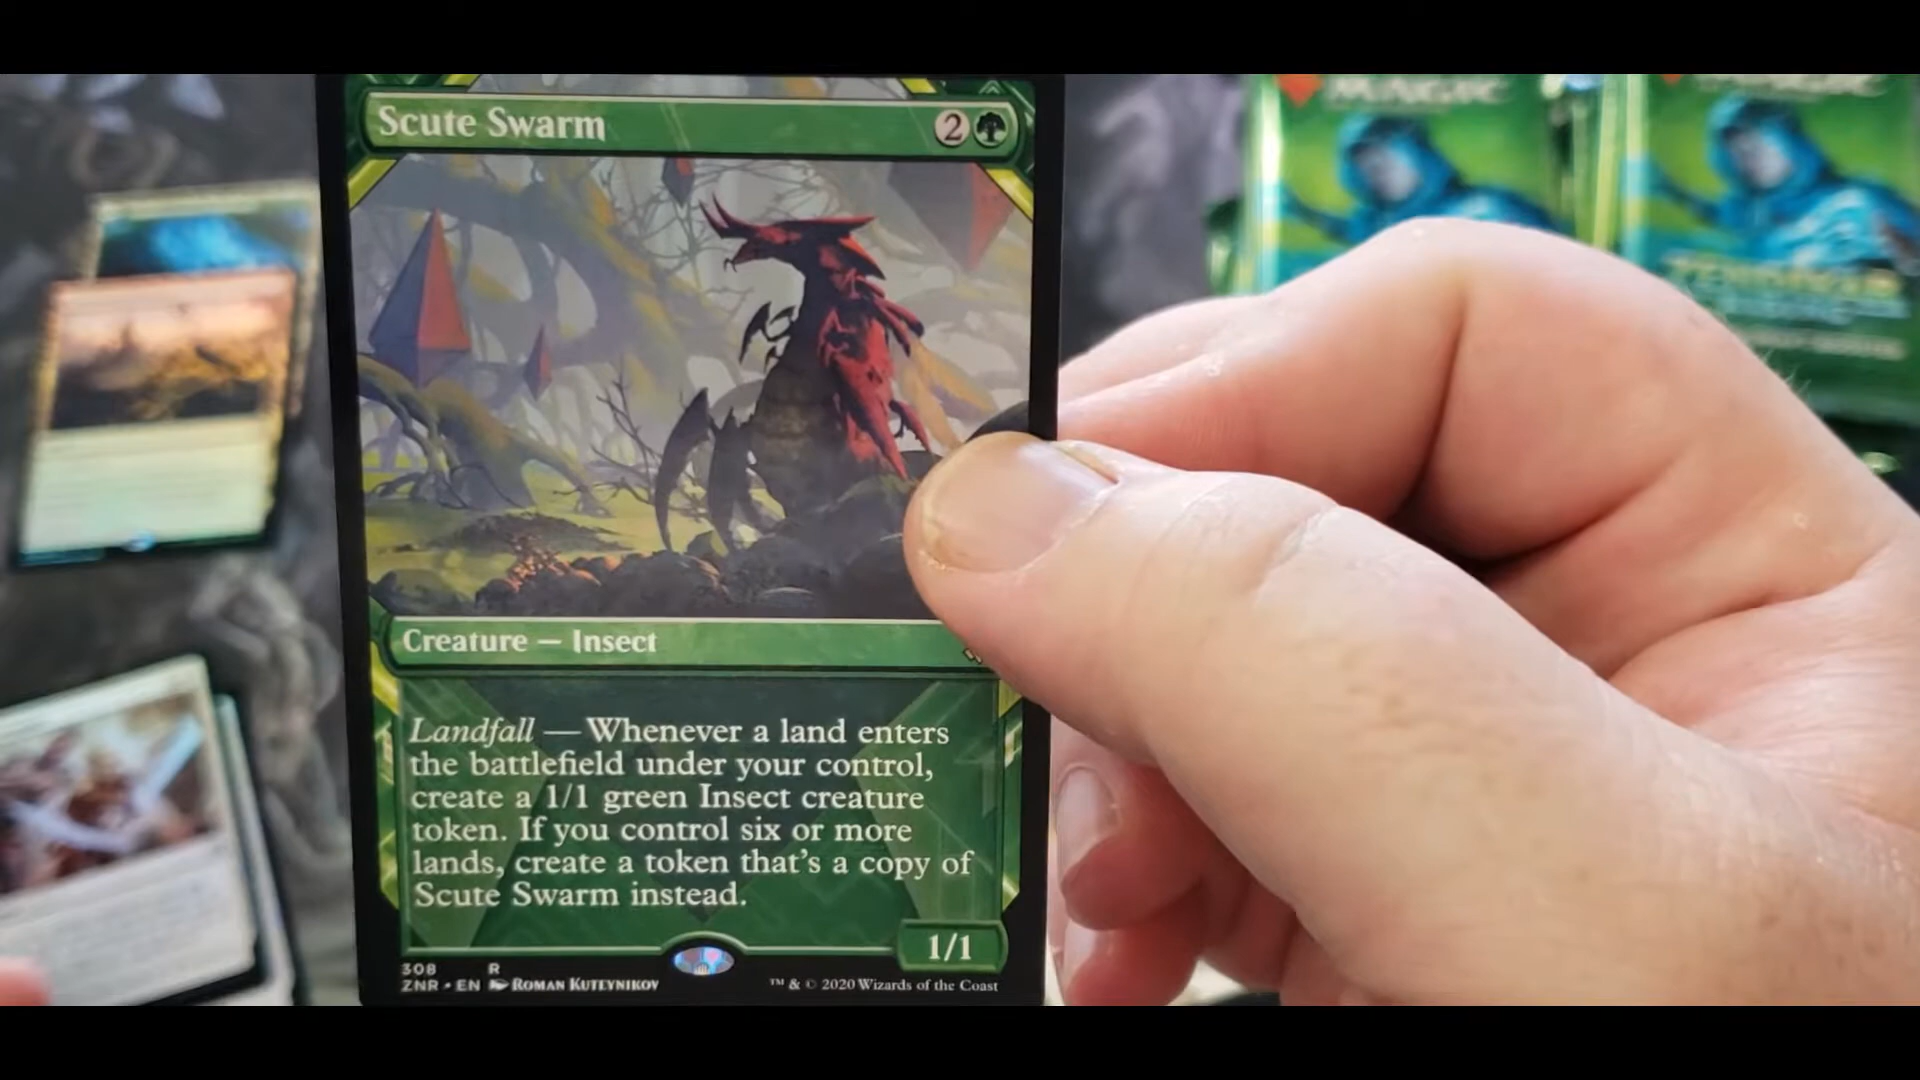 Scute Swarm
2
Creature — Insect
Landfall — Whenever a land enters
the battlefield under your control,
create a 1/1 green Insect creature
token. If you control six or more
lands, create a token that's a copy of
Scute Swarm instead.
1/1
308 R
ZNR • EN ROMAN KUTEYNIKOV
™ & © 2020 Wizards of the Coast
MAGIC
ZENDIKAR